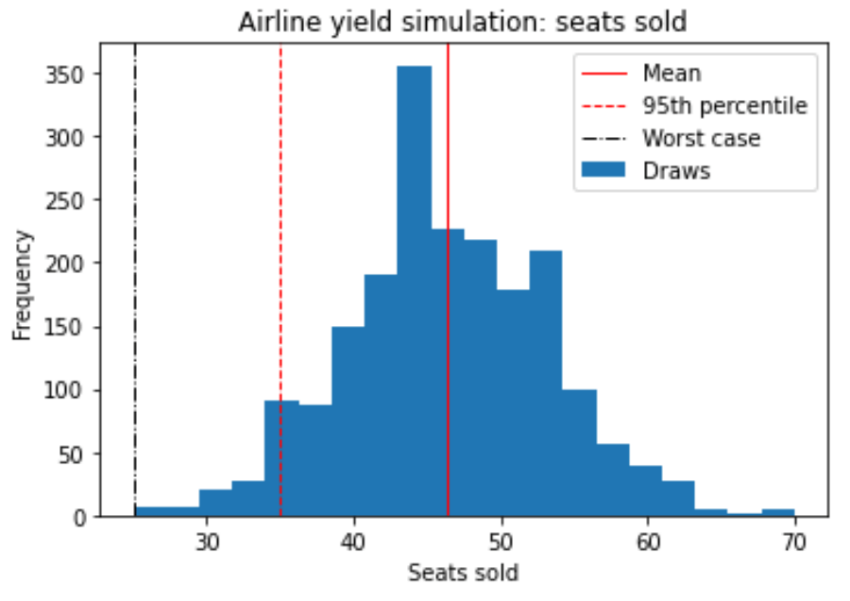 Airline yield simulation: seats sold
Mean
95th percentile
Worst case
Draws
Frequency
350
300
250
200
150
100
50
0
30 40 50 60 70
Seats sold